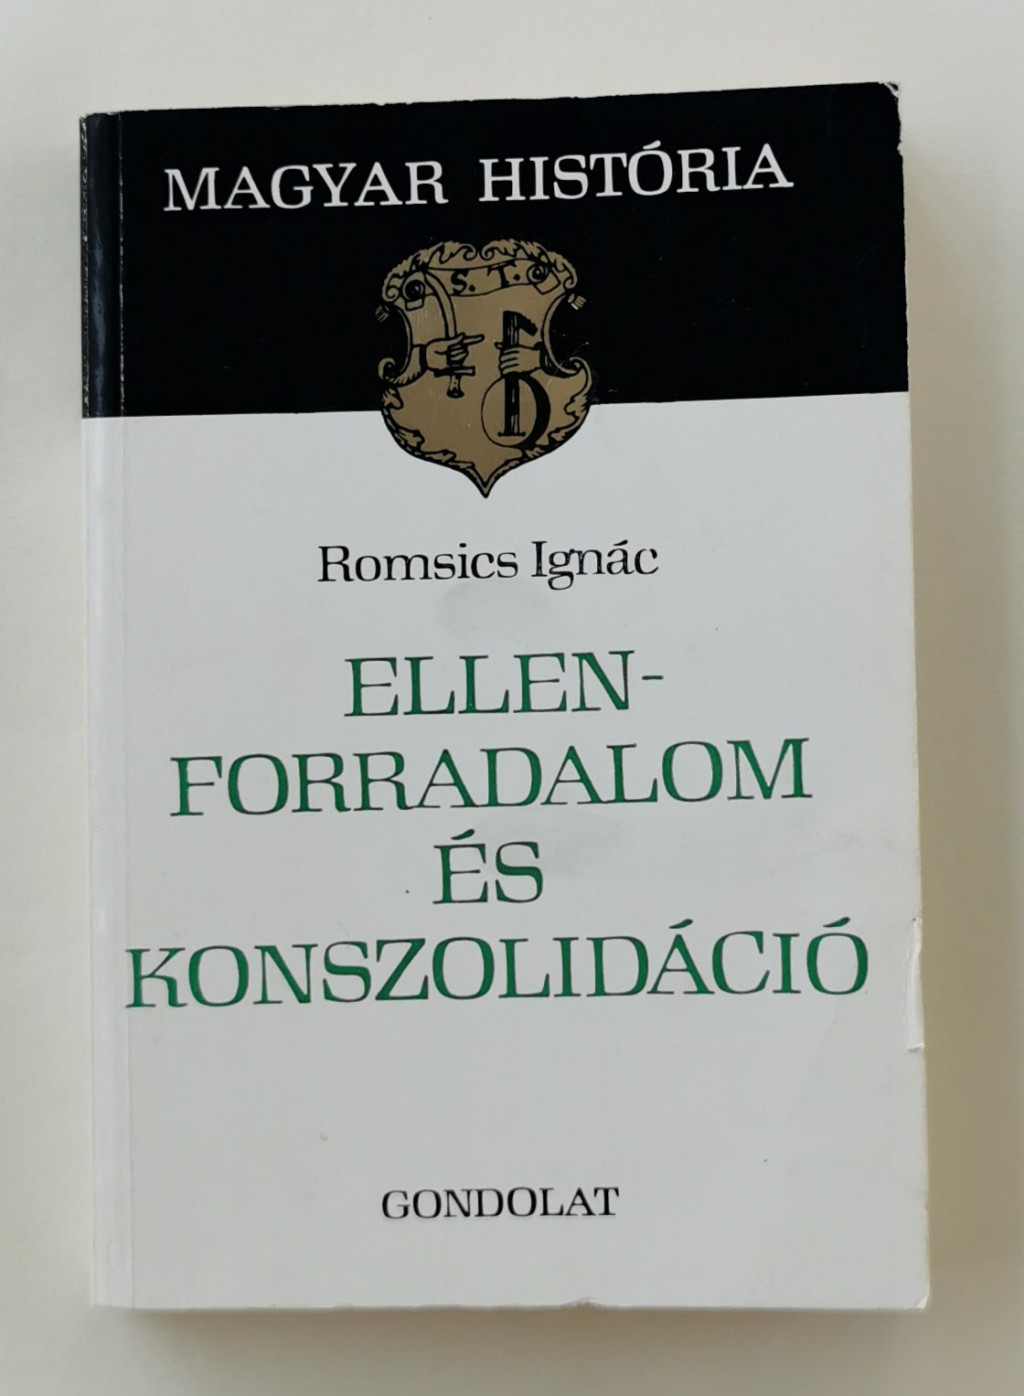 MAGYAR HISTÓRIA
S. T.
Romsics Ignác
ELLEN-
FORRADALOM
ÉS
KONSZOLIDÁCIÓ
GONDOLAT